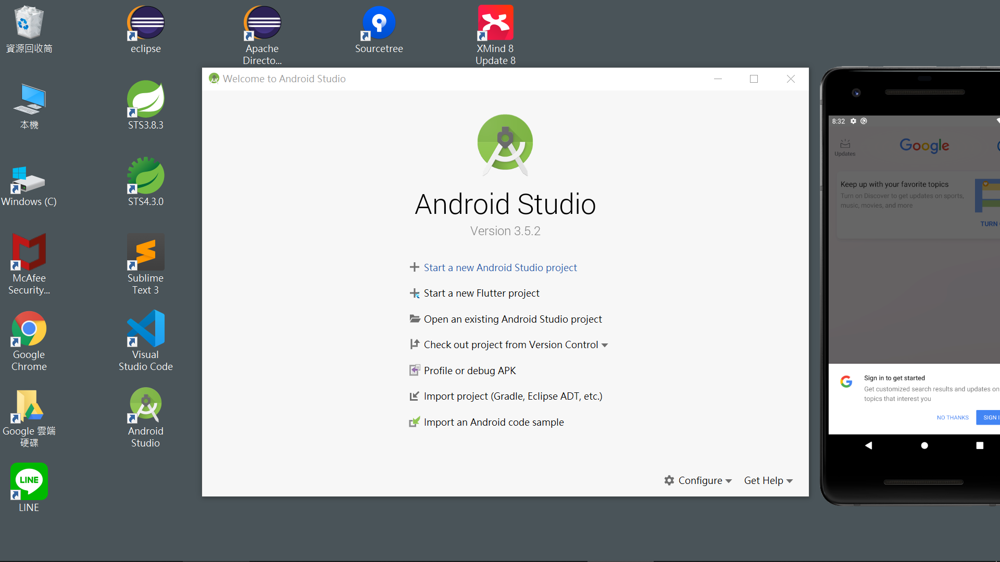 資源回收筒
eclipse
Apache
Directo...
Sourcetree
XMind 8
Update 8
本機
STS3.8.3
Windows (C)
STS4.3.0
McAfee
Security...
Sublime
Text 3
Google
Chrome
Visual
Studio Code
Google 雲端
硬碟
Android
Studio
LINE
LINE
Welcome to Android Studio
Android Studio
Version 3.5.2
Start a new Android Studio project
Start a new Flutter project
Open an existing Android Studio project
Check out project from Version Control
Profile or debug APK
Import project (Gradle, Eclipse ADT, etc.)
Import an Android code sample
Configure
Get Help
8:32
Updates
Google
Keep up with your favorite topics
Turn on Discover to get updates on sports,
music, movies, and more
TURN
Sign in to get started
Get customized search results and updates on
topics that interest you
NO THANKS
SIGN